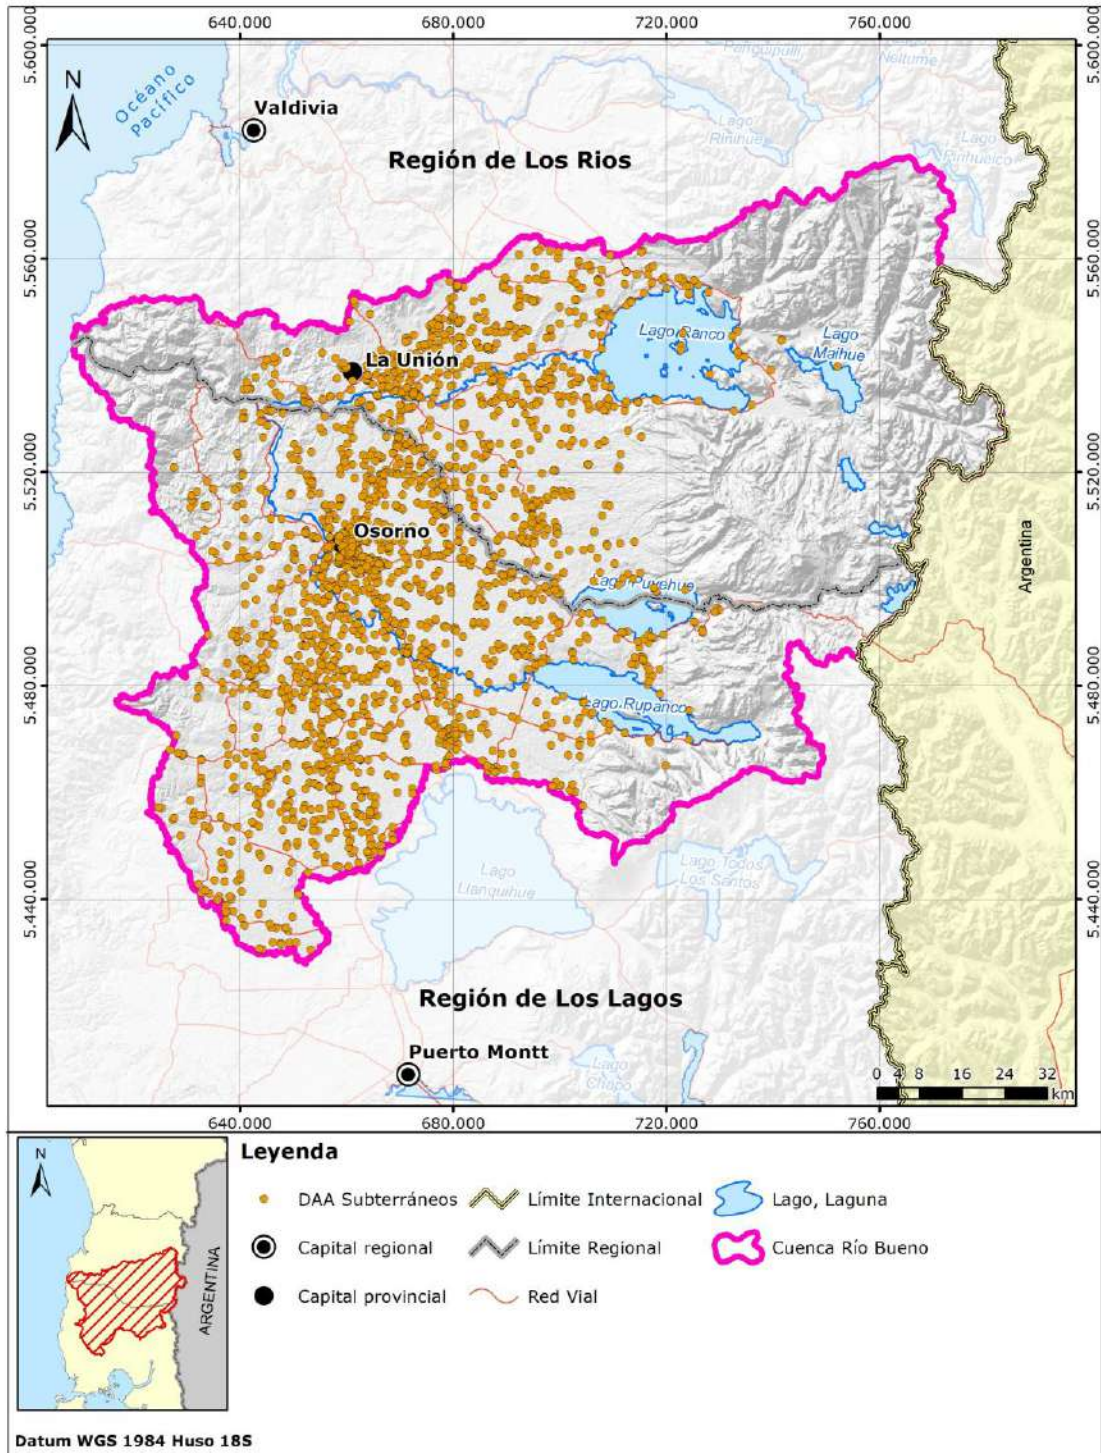 640.000 680.000 720.000 760.000
5.600.000 5.600.000
N
Océano
Pacífico
Panguipulli
Lago
Neltume
Valdivia
Lago
Riñihue
Lago
Pirihueico
Región de Los Rios
5.560.000 5.560.000
Lago Ranco
Lago
Maihue
La Unión
5.520.000 5.520.000
Osorno
Argentina
Lago Puyehue
5.480.000 5.480.000
Lago Rupanco
Lago
Llanquihue
Lago Todos
Los Santos
5.440.000 5.440.000
Región de Los Lagos
Puerto Montt
Lago
Chapo
0 4 8 16 24 32
km
640.000 680.000 720.000 760.000
N
ARGENTINA
Leyenda
DAA Subterráneos Límite Internacional Lago, Laguna
Capital regional Límite Regional Cuenca Río Bueno
Capital provincial Red Vial
Datum WGS 1984 Huso 18S